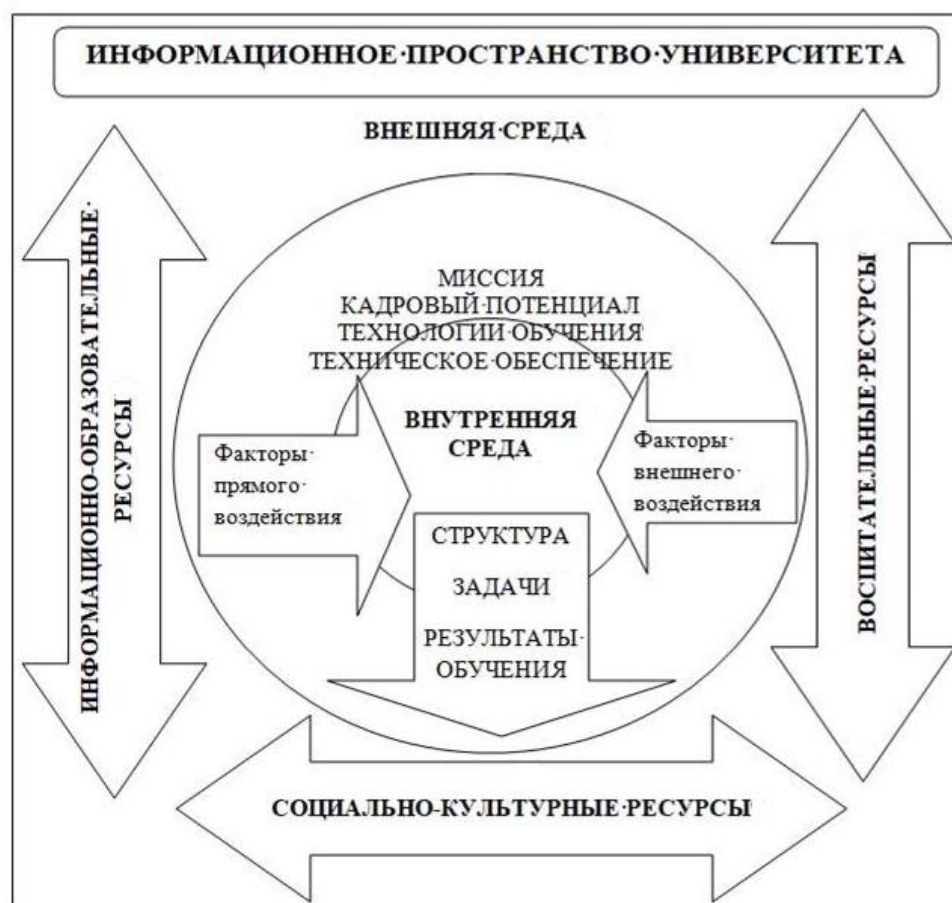 ИНФОРМАЦИОННОЕ·ПРОСТРАНСТВО·УНИВЕРСИТЕТА
ВНЕШНЯЯ·СРЕДА
ИНФОРМАЦИОННО-ОБРАЗОВАТЕЛЬНЫЕ·
РЕСУРСЫ
МИССИЯ
КАДРОВЫЙ·ПОТЕНЦИАЛ
ТЕХНОЛОГИИ·ОБУЧЕНИЯ
ТЕХНИЧЕСКОЕ·ОБЕСПЕЧЕНИЕ
ВНУТРЕННЯЯ·
СРЕДА
Факторы·
прямого·
воздействия
Факторы·
внешнего·
воздействия
СТРУКТУРА
ЗАДАЧИ
РЕЗУЛЬТАТЫ·
ОБУЧЕНИЯ
ВОСПИТАТЕЛЬНЫЕ·РЕСУРСЫ
СОЦИАЛЬНО-КУЛЬТУРНЫЕ·РЕСУРСЫ